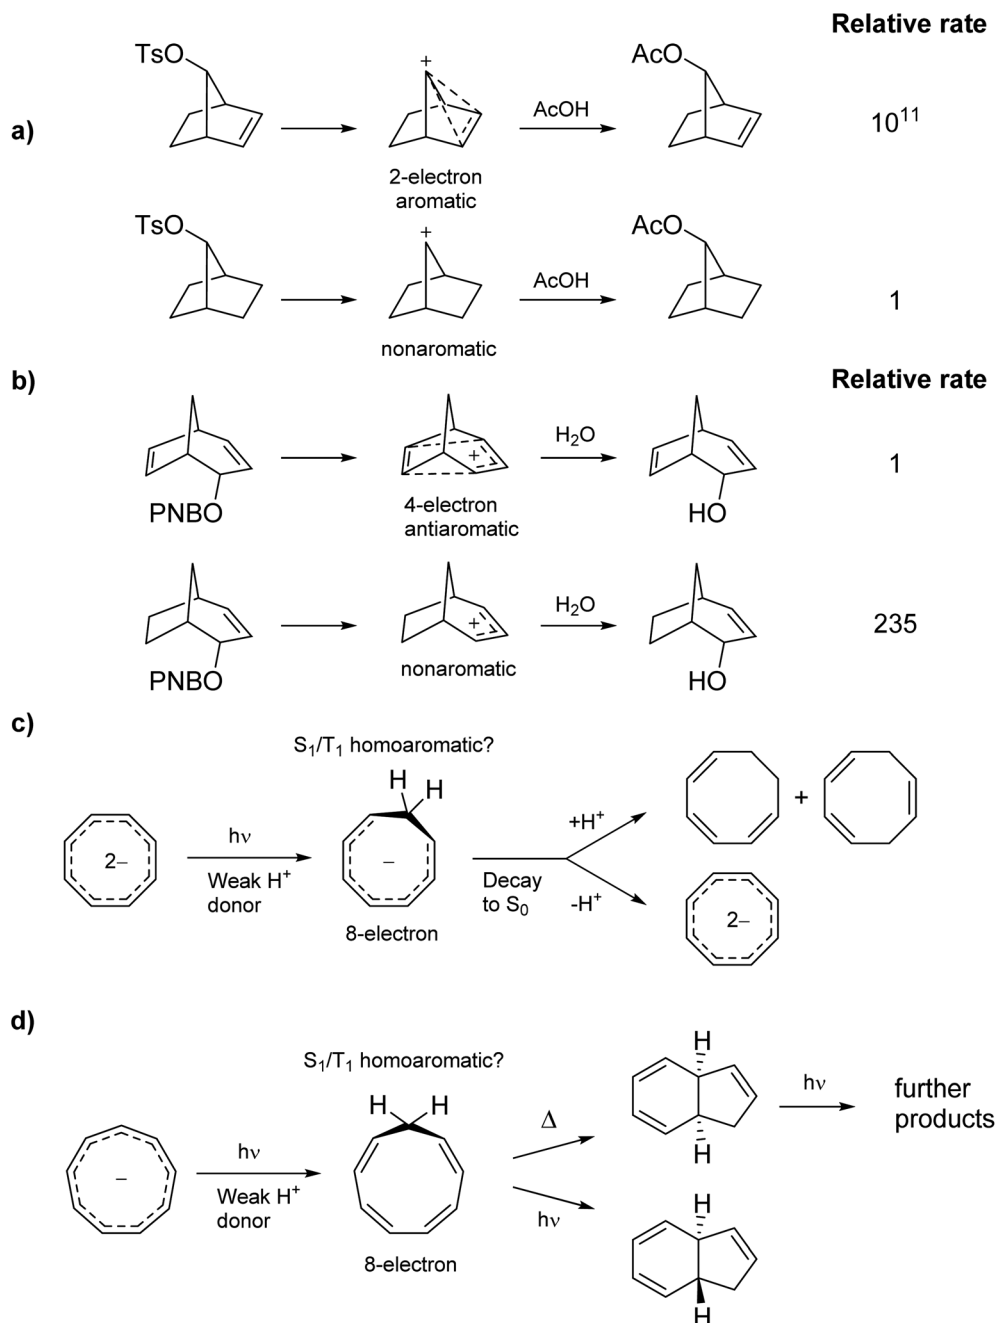 Relative rate
a)
TsO
+
AcOH
AcO
10¹¹
2-electron
aromatic
TsO
+
AcOH
AcO
1
nonaromatic
b)
Relative rate
PNBO
+
H₂O
HO
1
4-electron
antiaromatic
PNBO
+
H₂O
HO
235
nonaromatic
c)
S₁/T₁ homoaromatic?
H
H
2–
hν
Weak H⁺
donor
–
8-electron
Decay
to S₀
+H⁺
-H⁺
+
2–
d)
S₁/T₁ homoaromatic?
H H
–
hν
Weak H⁺
donor
8-electron
Δ
hν
H
H
hν
further
products
H
H